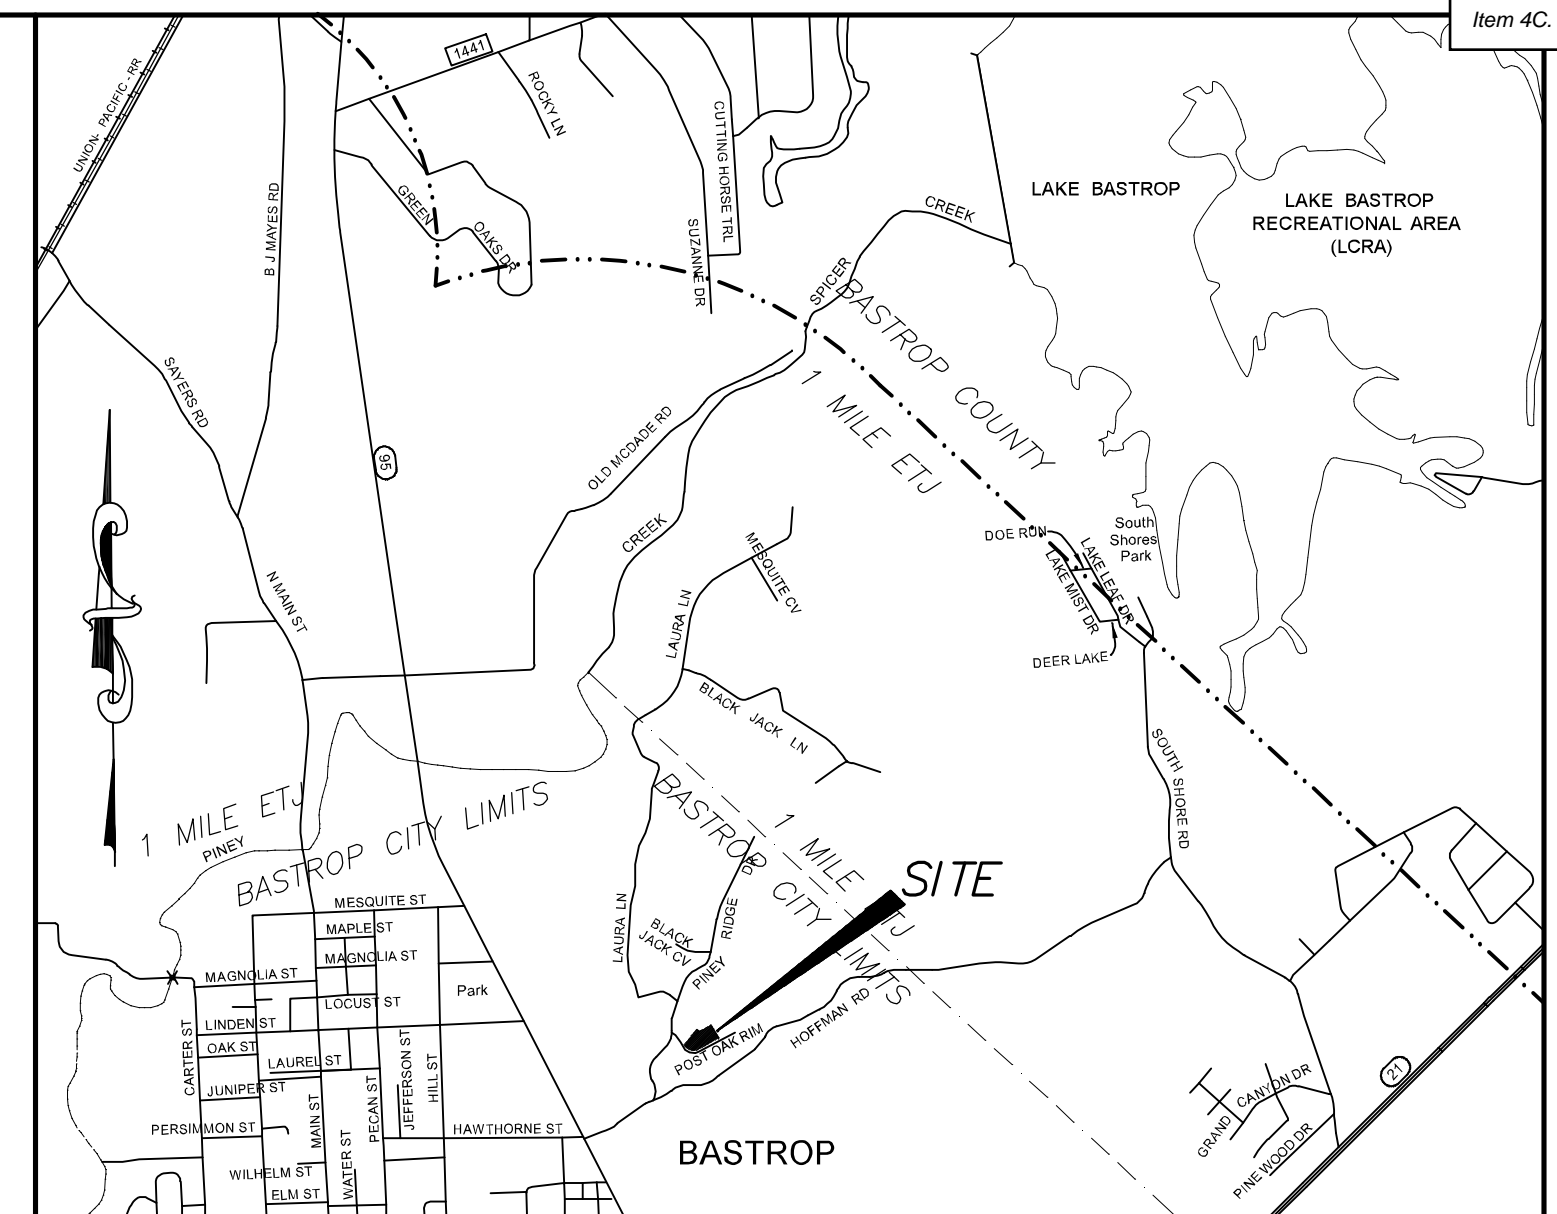 Item 4C.
1441
UNION- PACIFIC - RR
ROCKY LN
CUTTING HORSE TRL
B J MAYES RD
GREEN
OAKS DR
SUZANNE DR
CREEK
SPICER
LAKE BASTROP
LAKE BASTROP
RECREATIONAL AREA
(LCRA)
BASTROP COUNTY
1 MILE ETJ
SAYERS RD
95
OLD MCDADE RD
CREEK
MESQUITE CV
DOE RUN
South
Shores
Park
LAKE LEAF DR
LAKE MIST DR
DEER LAKE
N MAIN ST
LAURA LN
BLACK JACK LN
SOUTH SHORE RD
1 MILE ETJ
PINEY
BASTROP CITY LIMITS
1 MILE ETJ
BASTROP CITY LIMITS
SITE
LAURA LN
BLACK
JACK CV
PINEY RIDGE DR
POST OAK RIM
HOFFMAN RD
MESQUITE ST
MAPLE ST
MAGNOLIA ST
MAGNOLIA ST
Park
LOCUST ST
LINDEN ST
OAK ST
LAUREL ST
CARTER ST
JUNIPER ST
JEFFERSON ST
HILL ST
PECAN ST
MAIN ST
WATER ST
PERSIMMON ST
HAWTHORNE ST
WILHELM ST
ELM ST
BASTROP
21
GRAND CANYON DR
PINE WOOD DR